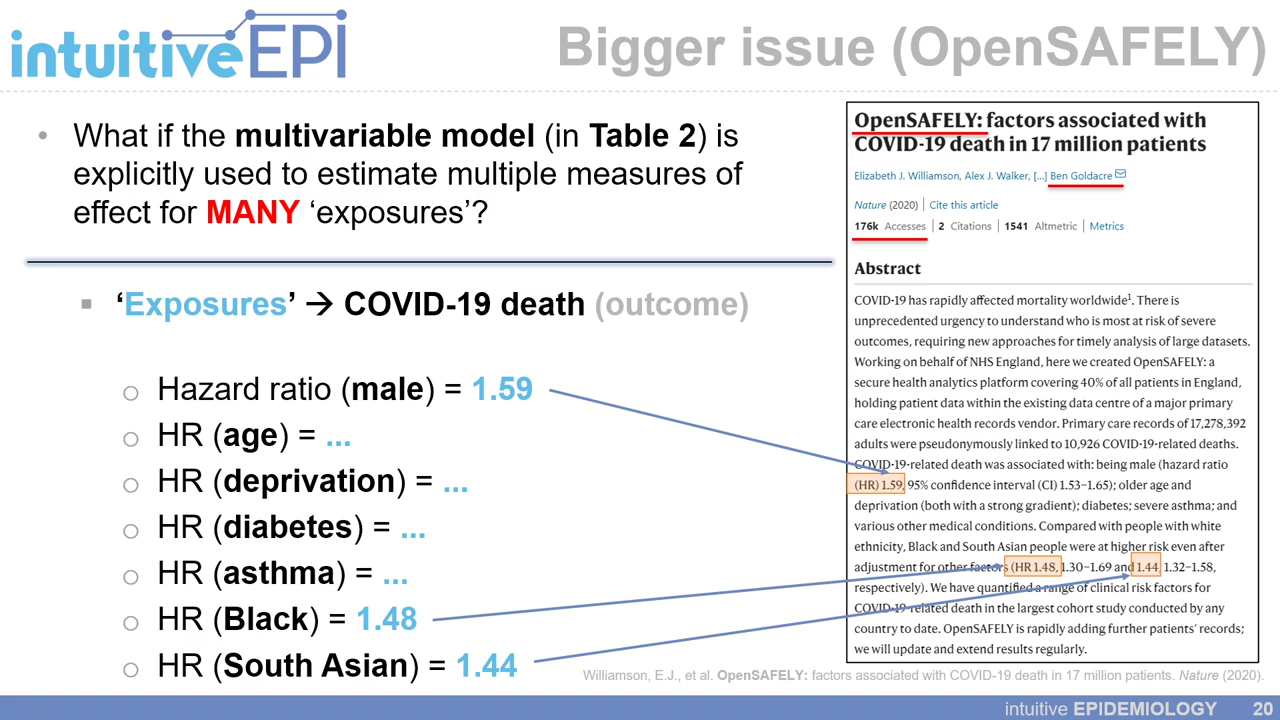 intuitiveEPI
Bigger issue (OpenSAFELY)
• What if the multivariable model (in Table 2) is
explicitly used to estimate multiple measures of
effect for MANY ‘exposures’?
▪ ‘Exposures’ → COVID-19 death (outcome)
o Hazard ratio (male) = 1.59
o HR (age) = ...
o HR (deprivation) = ...
o HR (diabetes) = ...
o HR (asthma) = ...
o HR (Black) = 1.48
o HR (South Asian) = 1.44
OpenSAFELY: factors associated with
COVID-19 death in 17 million patients
Elizabeth J. Williamson, Alex J. Walker, [...] Ben Goldacre
Nature (2020) | Cite this article
176k Accesses | 2 Citations | 1541 Altmetric | Metrics
Abstract
COVID-19 has rapidly affected mortality worldwide1. There is
unprecedented urgency to understand who is most at risk of severe
outcomes, requiring new approaches for timely analysis of large datasets.
Working on behalf of NHS England, here we created OpenSAFELY: a
secure health analytics platform covering 40% of all patients in England,
holding patient data within the existing data centre of a major primary
care electronic health records vendor. Primary care records of 17,278,392
adults were pseudonymously linked to 10,926 COVID-19-related deaths.
COVID-19-related death was associated with: being male (hazard ratio
(HR) 1.59, 95% confidence interval (CI) 1.53–1.65); older age and
deprivation (both with a strong gradient); diabetes; severe asthma; and
various other medical conditions. Compared with people with white
ethnicity, Black and South Asian people were at higher risk even after
adjustment for other factors (HR 1.48, 1.30–1.69 and 1.44, 1.32–1.58,
respectively). We have quantified a range of clinical risk factors for
COVID-19-related death in the largest cohort study conducted by any
country to date. OpenSAFELY is rapidly adding further patients’ records;
we will update and extend results regularly.
Williamson, E.J., et al. OpenSAFELY: factors associated with COVID-19 death in 17 million patients. Nature (2020).
intuitive EPIDEMIOLOGY 20